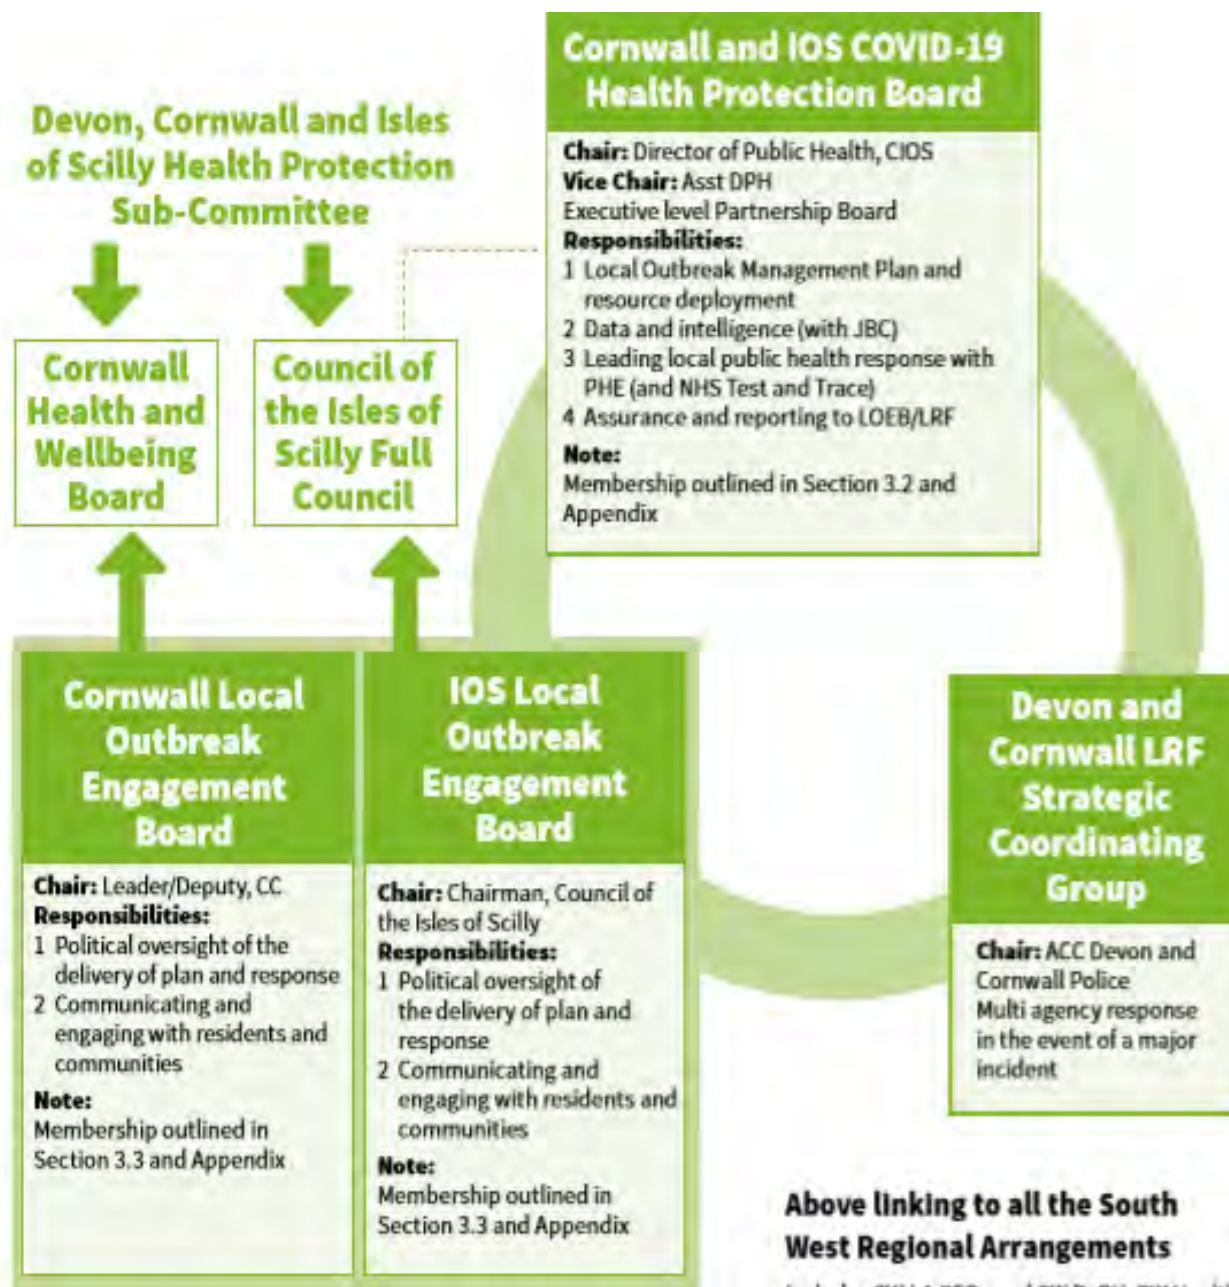 Cornwall and IOS COVID-19
Health Protection Board
Chair: Director of Public Health, CIOS
Vice Chair: Asst DPH
Executive level Partnership Board
Responsibilities:
1 Local Outbreak Management Plan and
resource deployment
2 Data and intelligence (with JBC)
3 Leading local public health response with
PHE (and NHS Test and Trace)
4 Assurance and reporting to LOEB/LRF
Note:
Membership outlined in Section 3.2 and
Appendix
Devon, Cornwall and Isles
of Scilly Health Protection
Sub-Committee
Cornwall
Health and
Wellbeing
Board
Council of
the Isles of
Scilly Full
Council
Cornwall Local
Outbreak
Engagement
Board
Chair: Leader/Deputy, CC
Responsibilities:
1 Political oversight of the
delivery of plan and response
2 Communicating and
engaging with residents and
communities
Note:
Membership outlined in
Section 3.3 and Appendix
IOS Local
Outbreak
Engagement
Board
Chair: Chairman, Council of
the Isles of Scilly
Responsibilities:
1 Political oversight of
the delivery of plan and
response
2 Communicating and
engaging with residents and
communities
Note:
Membership outlined in
Section 3.3 and Appendix
Devon and
Cornwall LRF
Strategic
Coordinating
Group
Chair: ACC Devon and
Cornwall Police
Multi agency response
in the event of a major
incident
Above linking to all the South
West Regional Arrangements